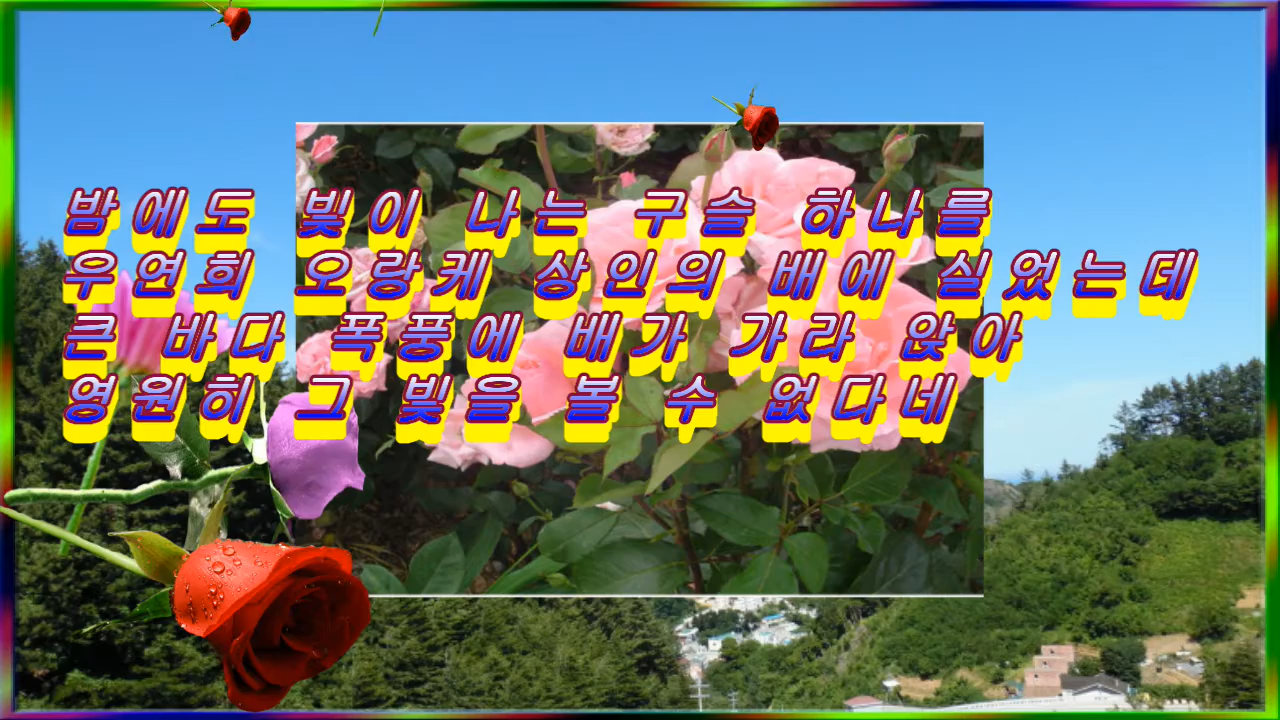 밤에도 빛이 나는 구슬 하나를
우연희 오랑케 상인의 배에 실었는데
큰 바다 폭풍에 배가 가라 앉아
영원히 그 빛을 볼 수 없다네